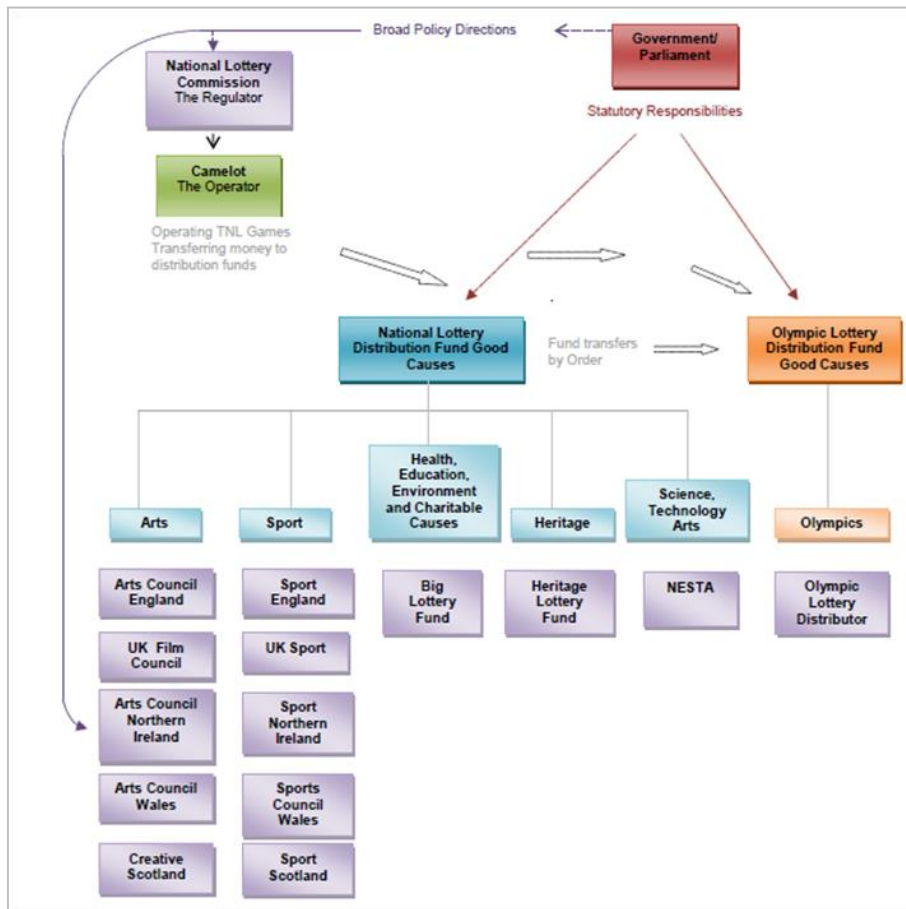 Broad Policy Directions
Government/
Parliament
National Lottery
Commission
The Regulator
Statutory Responsibilities
Camelot
The Operator
Operating TNL Games
Transferring money to
distribution funds
National Lottery
Distribution Fund Good
Causes
Fund transfers
by Order
Olympic Lottery
Distribution Fund
Good Causes
Arts
Sport
Health,
Education,
Environment
and Charitable
Causes
Heritage
Science,
Technology
Arts
Olympics
Arts Council
England
Sport
England
Big
Lottery
Fund
Heritage
Lottery
Fund
NESTA
Olympic
Lottery
Distributor
UK Film
Council
UK Sport
Arts Council
Northern
Ireland
Sport
Northern
Ireland
Arts Council
Wales
Sports
Council
Wales
Creative
Scotland
Sport
Scotland